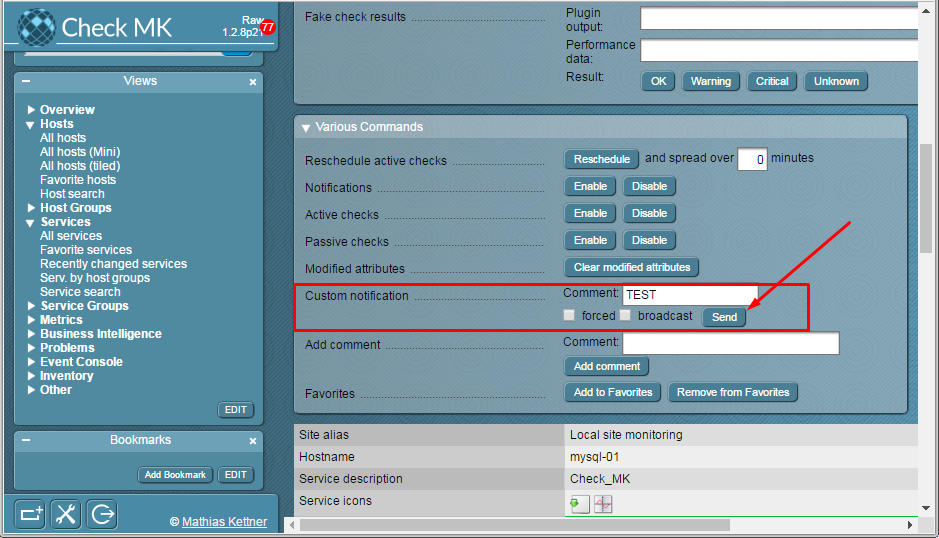 Check MK
Raw
1.2.8p21
77
Views
Overview
Hosts
All hosts
All hosts (Mini)
All hosts (tiled)
Favorite hosts
Host search
Host Groups
Services
All services
Favorite services
Recently changed services
Serv. by host groups
Service search
Service Groups
Metrics
Business Intelligence
Problems
Event Console
Inventory
Other
EDIT
Bookmarks
Add Bookmark EDIT
© Mathias Kettner
Fake check results
Plugin
output:
Performance
data:
Result: OK Warning Critical Unknown
Various Commands
Reschedule active checks Reschedule and spread over 0 minutes
Notifications Enable Disable
Active checks Enable Disable
Passive checks Enable Disable
Modified attributes Clear modified attributes
Custom notification Comment: TEST
forced broadcast Send
Add comment Comment:
Add comment
Favorites Add to Favorites Remove from Favorites
Site alias Local site monitoring
Hostname mysql-01
Service description Check_MK
Service icons